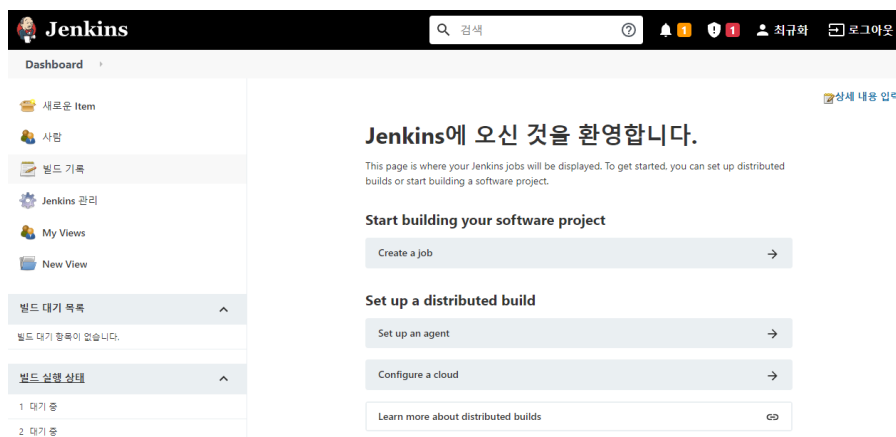 Jenkins
검색
1
1
최규화
로그아웃
Dashboard
상세 내용 입력
새로운 Item
사람
빌드 기록
Jenkins 관리
My Views
New View
빌드 대기 목록
빌드 대기 항목이 없습니다.
빌드 실행 상태
1 대기 중
2 대기 중
Jenkins에 오신 것을 환영합니다.
This page is where your Jenkins jobs will be displayed. To get started, you can set up distributed
builds or start building a software project.
Start building your software project
Create a job
Set up a distributed build
Set up an agent
Configure a cloud
Learn more about distributed builds